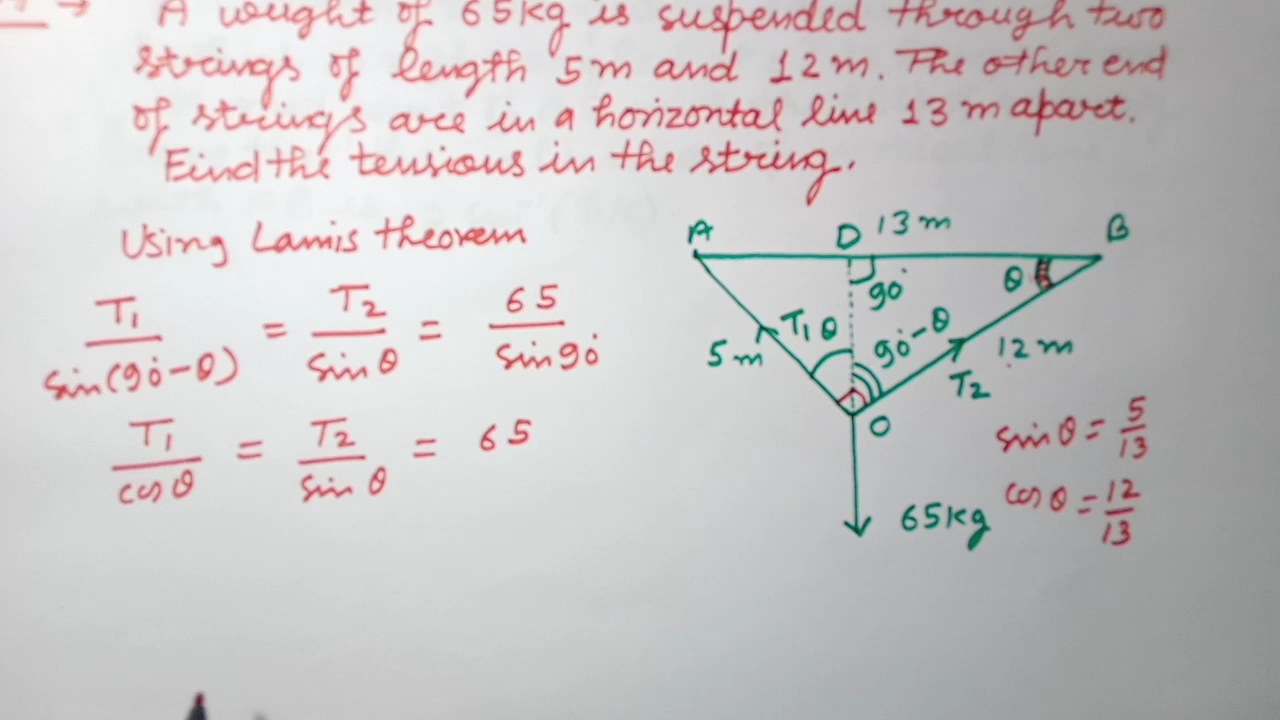 → A weight of 65kg is suspended through two
strings of length 5m and 12m. The other end
of strings are in a horizontal line 13 m apart.
Find the tensions in the string.
Using Lamis theorem
T₁/sin(90°-θ) = T₂/sinθ = 65/sin90°
T₁/cosθ = T₂/sinθ = 65
A D 13m B
90° θ
T₁ θ 90°-θ
5m 12m
T₂
O
65kg
sinθ = 5/13
cosθ = 12/13